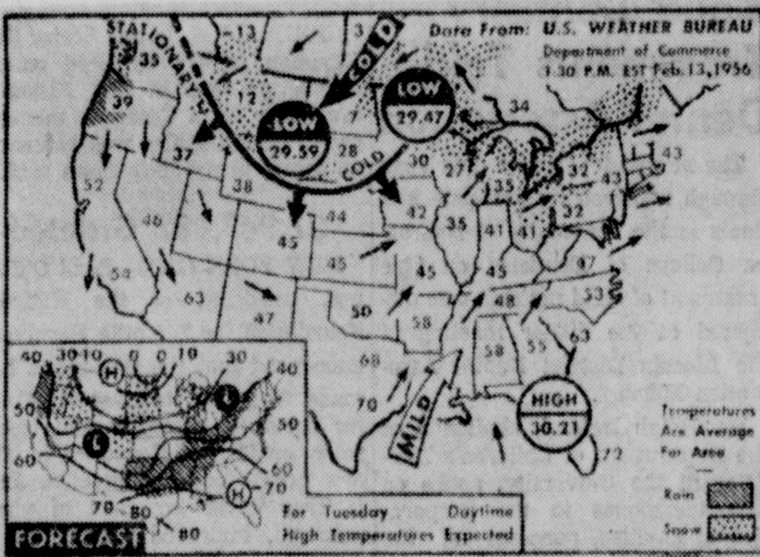 Data From: U.S. WEATHER BUREAU
Department of Commerce
1:30 P.M. EST Feb. 13, 1956
STATIONARY
-13
3
COLD
35
39
12
7
LOW
29.59
LOW
29.47
34
28
COLD
30
27
37
38
52
46
54
63
44
45
45
47
50
42
45
58
68
70
35
35
41
41
45
48
58
55
32
32
43
43
47
53
63
72
MILD
HIGH
30.21
Temperatures
Are Average
For Area
Rain
Snow
40 30 -10 0 0 10 30 40
H
L
50
50
L
60
60
70
H
70
80
80
FORECAST
For Tuesday Daytime
High Temperatures Expected